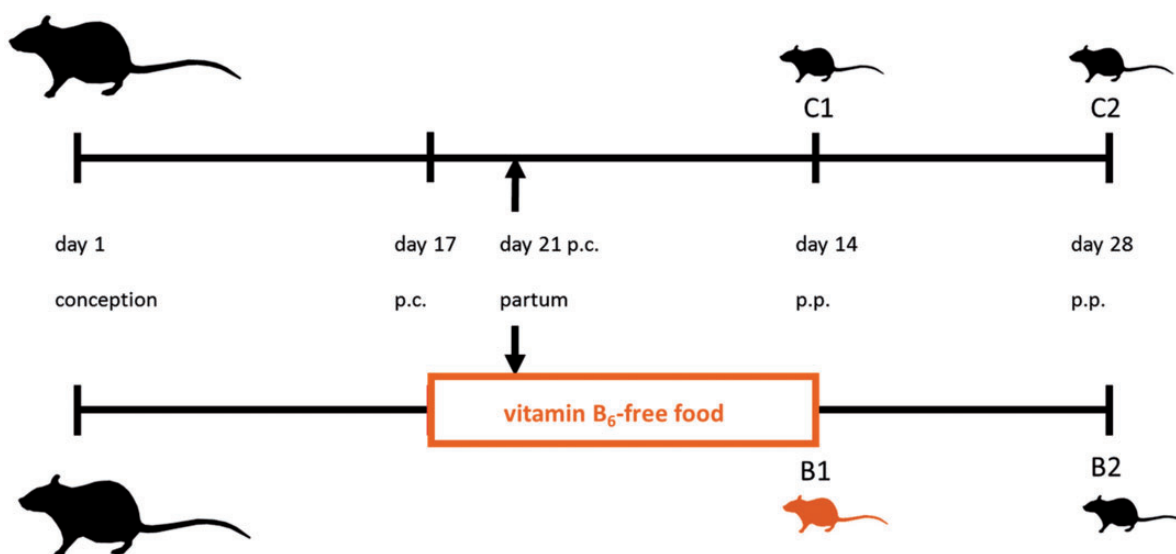 C1 C2
day 1 day 17 day 21 p.c. day 14 day 28
conception p.c. partum p.p. p.p.
vitamin B₆-free food
B1 B2